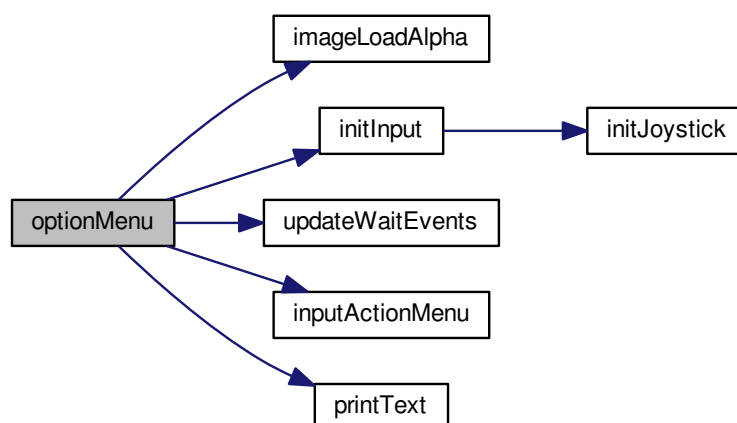 imageLoadAlpha
initInput
initJoystick
optionMenu
updateWaitEvents
inputActionMenu
printText